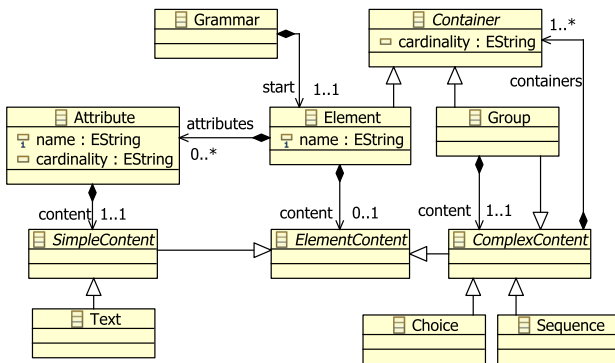 Grammar
Container
cardinality : EString
1..*
start
1..1
containers
Attribute
name : EString
cardinality : EString
attributes
0..*
Element
name : EString
Group
content
1..1
content
0..1
content
1..1
SimpleContent
ElementContent
ComplexContent
Text
Choice
Sequence